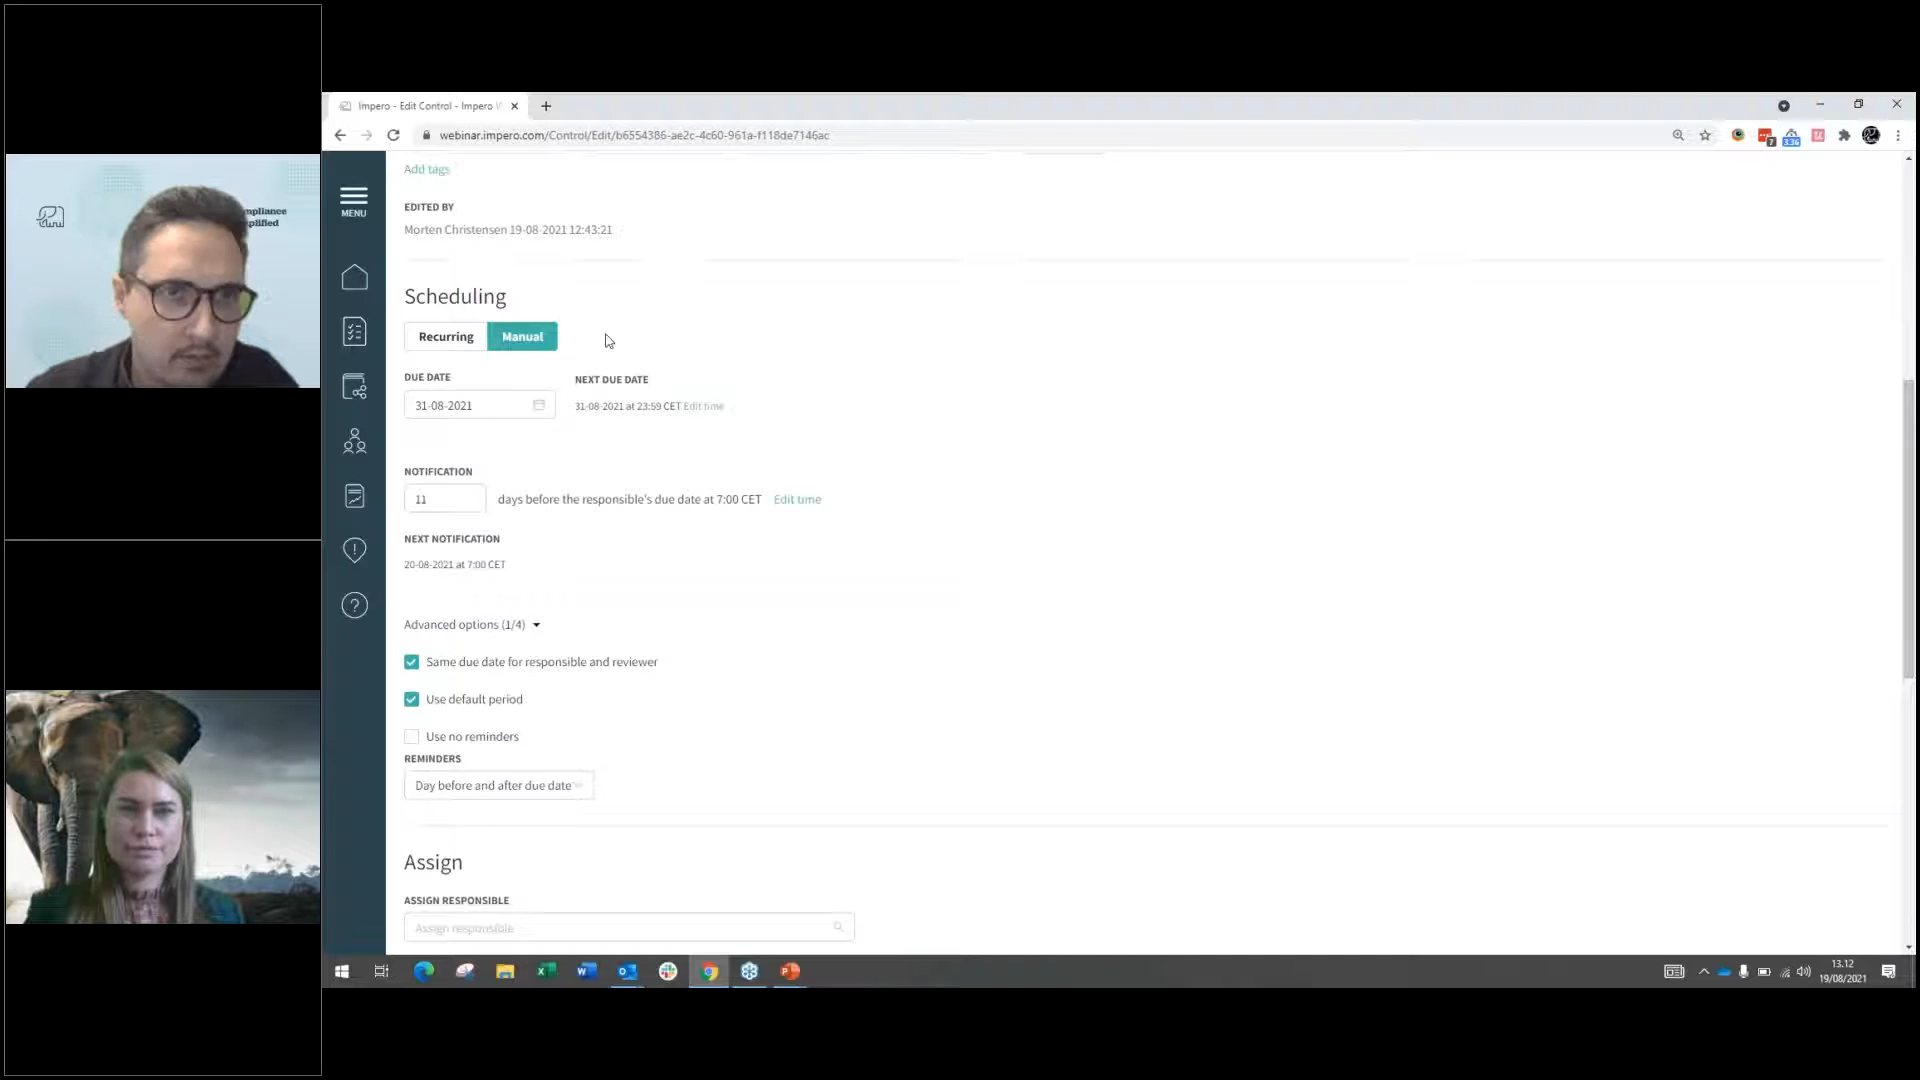 Impero - Edit Control - Impero W
webinar.impero.com/Control/Edit/b6554386-ae2c-4c60-961a-f118de7146ac
7
3:36
MENU
Add tags
EDITED BY
Morten Christensen 19-08-2021 12:43:21
Scheduling
Recurring
Manual
DUE DATE
NEXT DUE DATE
31-08-2021
31-08-2021 at 23:59 CET Edit time
NOTIFICATION
11
days before the responsible's due date at 7:00 CET Edit time
NEXT NOTIFICATION
20-08-2021 at 7:00 CET
Advanced options (1/4)
Same due date for responsible and reviewer
Use default period
Use no reminders
REMINDERS
Day before and after due date
Assign
ASSIGN RESPONSIBLE
Assign responsible
13.12
19/08/2021
mpliance
plified